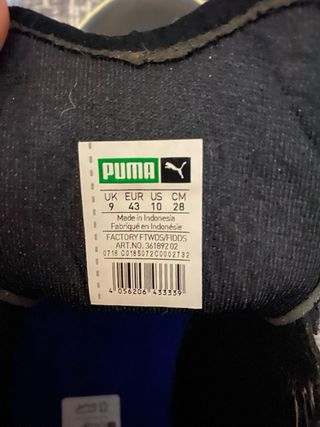 PUMA
UK EUR US CM
9 43 10 28
Made in Indonesia
Fabriqué en Indonésie
FACTORY FTWDS/FIDDS
ART.NO. 361892 02
0718 C0185072C0002732
4 056206 433339